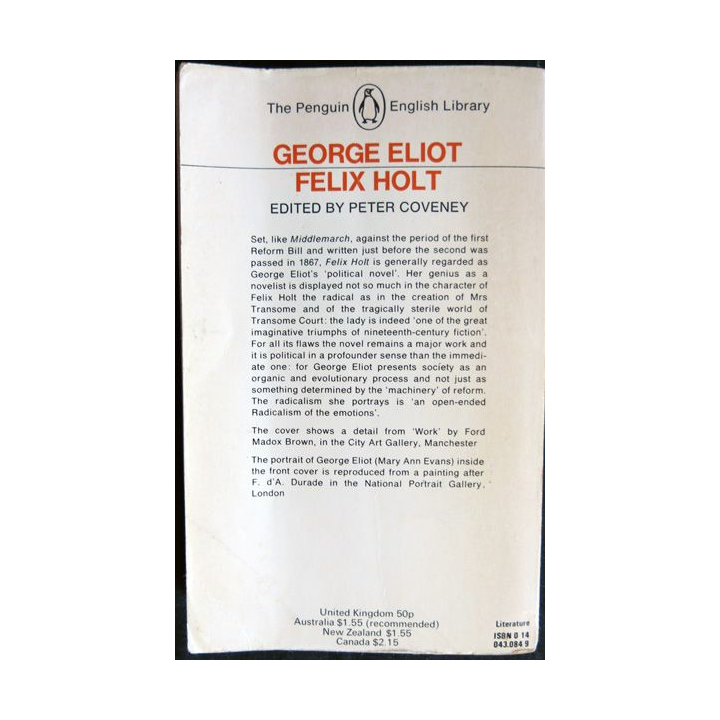 The Penguin English Library
GEORGE ELIOT
FELIX HOLT
EDITED BY PETER COVENEY
Set, like Middlemarch, against the period of the first
Reform Bill and written just before the second was
passed in 1867, Felix Holt is generally regarded as
George Eliot's 'political novel'. Her genius as a
novelist is displayed not so much in the character of
Felix Holt the radical as in the creation of Mrs
Transome and of the tragically sterile world of
Transome Court: the lady is indeed 'one of the great
imaginative triumphs of nineteenth-century fiction'.
For all its flaws the novel remains a major work and
it is political in a profounder sense than the immedi-
ate one: for George Eliot presents society as an
organic and evolutionary process and not just as
something determined by the 'machinery' of reform.
The radicalism she portrays is 'an open-ended
Radicalism of the emotions'.
The cover shows a detail from 'Work' by Ford
Madox Brown, in the City Art Gallery, Manchester
The portrait of George Eliot (Mary Ann Evans) inside
the front cover is reproduced from a painting after
F. d'A. Durade in the National Portrait Gallery,
London
United Kingdom 50p
Australia $1.55 (recommended)
New Zealand $1.55
Canada $2.15
Literature
ISBN 0 14
043.084 9